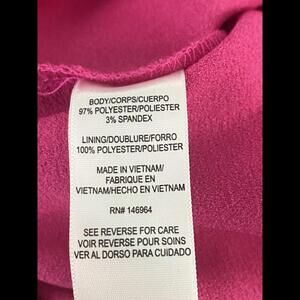 BODY/CORPS/CUERPO
97% POLYESTER/POLIESTER
3% SPANDEX
LINING/DOUBLURE/FORRO
100% POLYESTER/POLIESTER
MADE IN VIETNAM/
FABRIQUE EN
VIETNAM/HECHO EN VIETNAM
RN# 146964
SEE REVERSE FOR CARE
VOIR REVERSE POUR SOINS
VER AL DORSO PARA CUIDADO